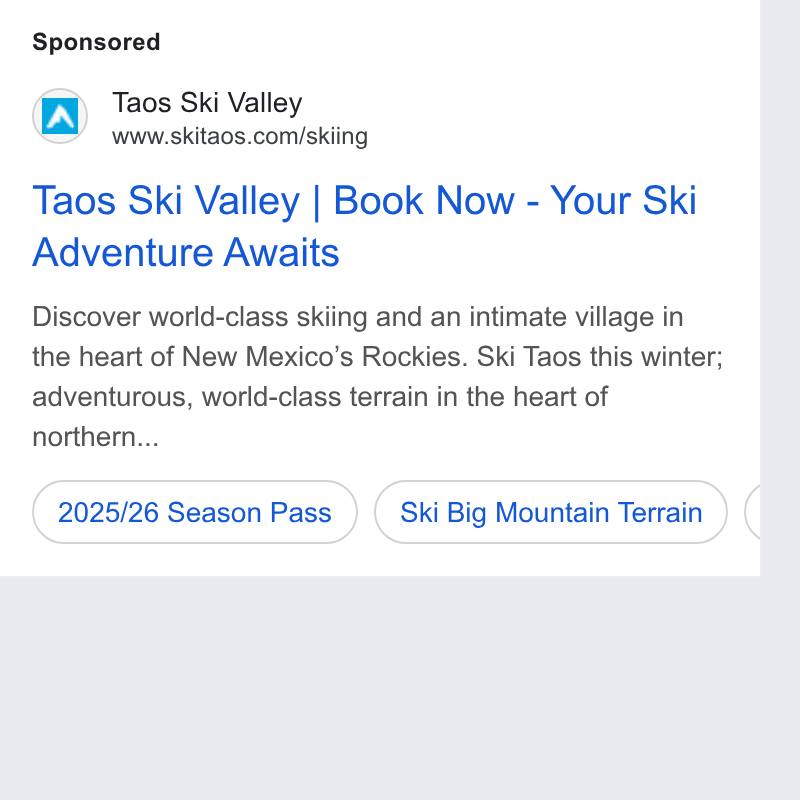 Sponsored
Taos Ski Valley
www.skitaos.com/skiing
Taos Ski Valley | Book Now - Your Ski
Adventure Awaits
Discover world-class skiing and an intimate village in
the heart of New Mexico’s Rockies. Ski Taos this winter;
adventurous, world-class terrain in the heart of
northern...
2025/26 Season Pass
Ski Big Mountain Terrain